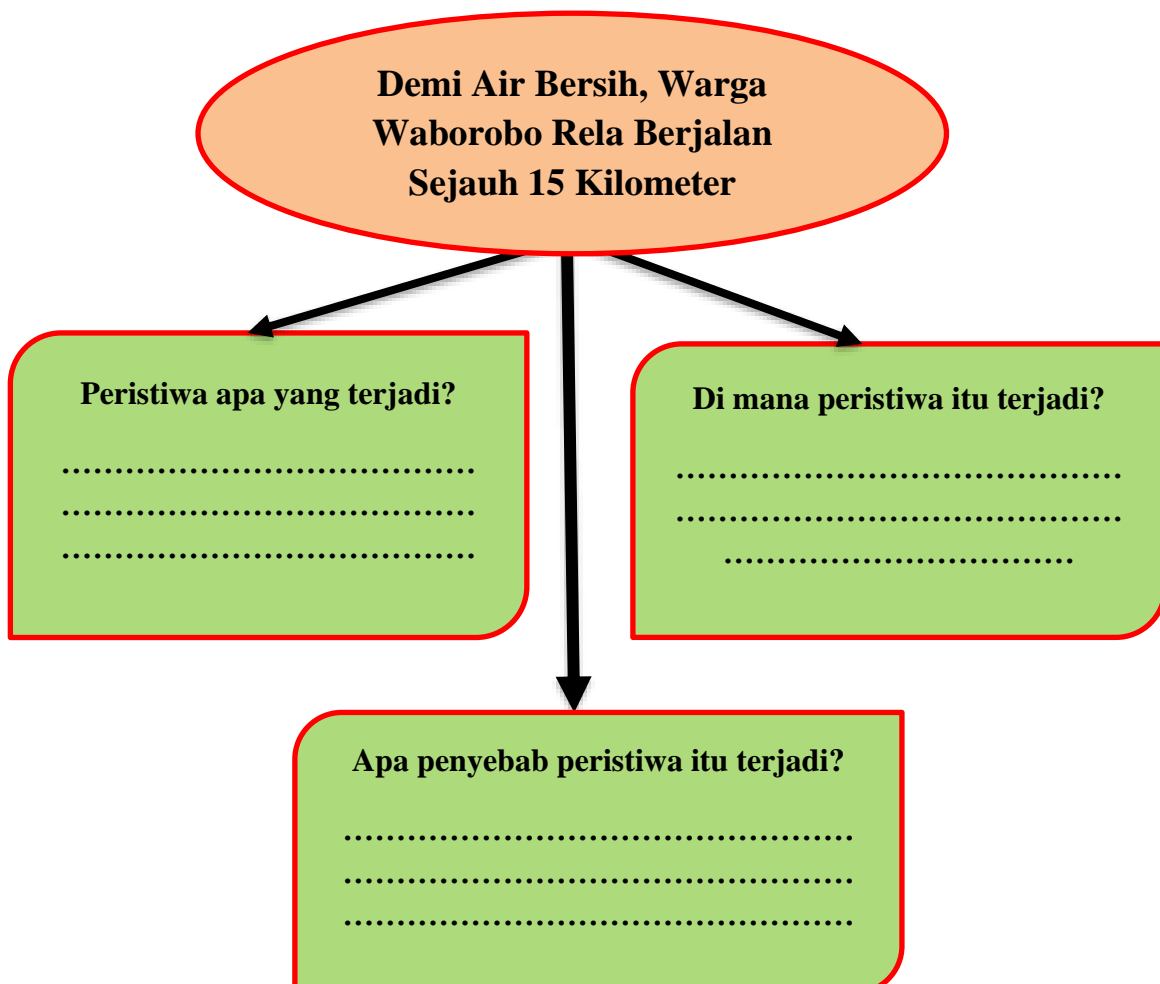 Demi Air Bersih, Warga
Waborobo Rela Berjalan
Sejauh 15 Kilometer
Peristiwa apa yang terjadi?
.......................................
.......................................
.......................................
Di mana peristiwa itu terjadi?
..........................................
..........................................
.................................
Apa penyebab peristiwa itu terjadi?
................................................
................................................
................................................